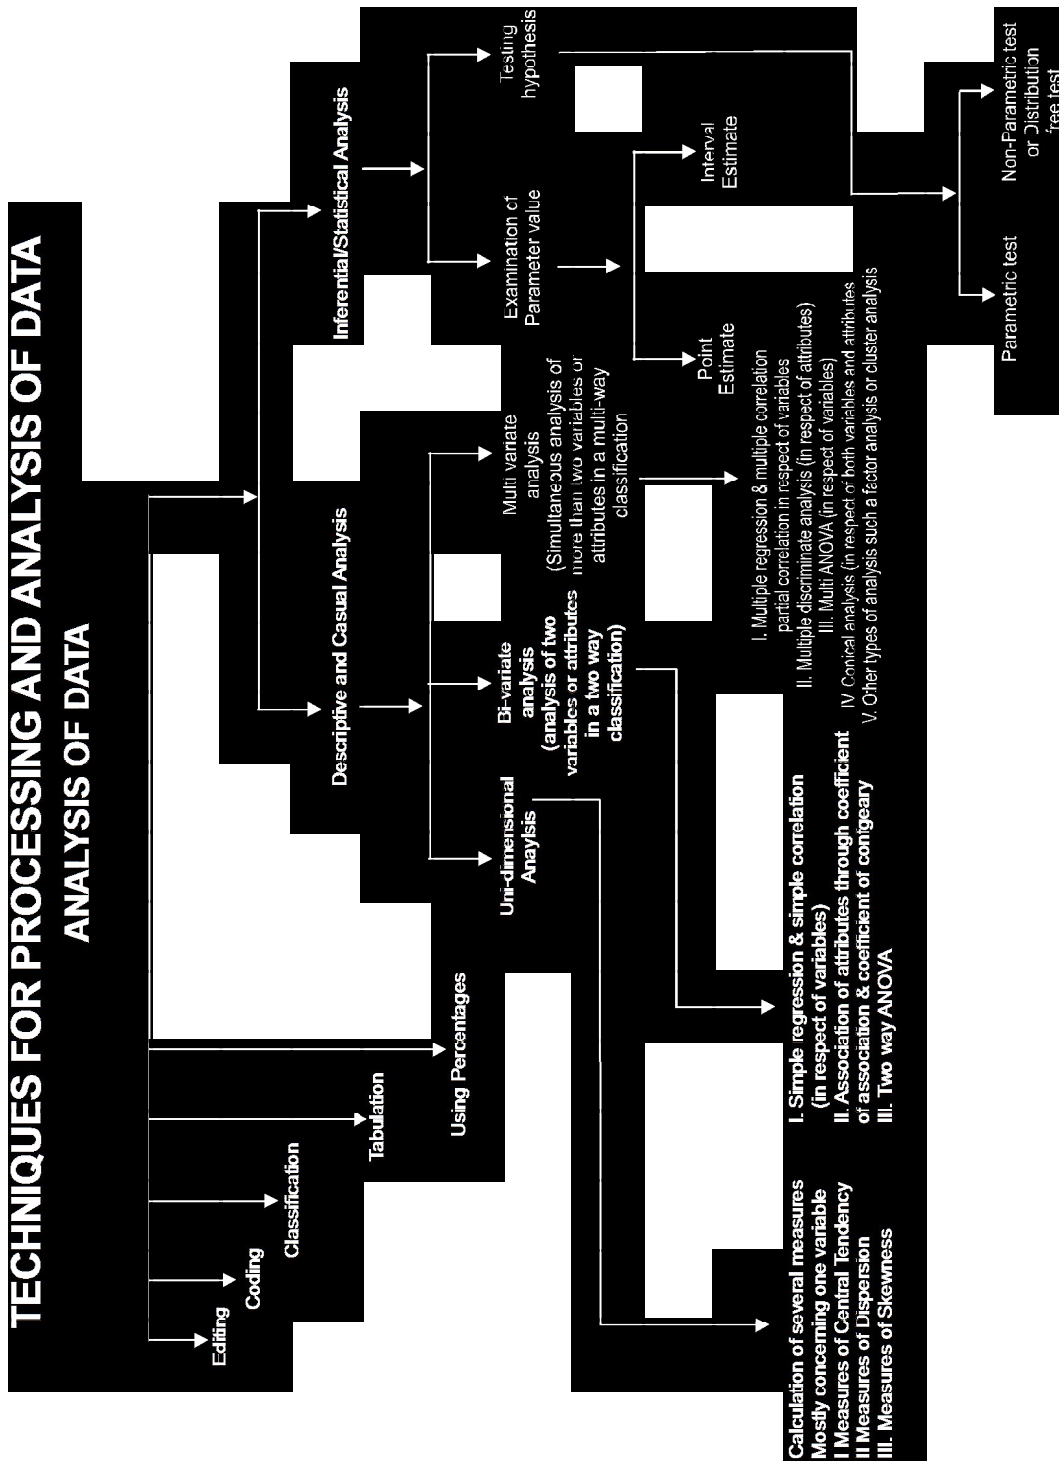 TECHNIQUES FOR PROCESSING AND ANALYSIS OF DATA
ANALYSIS OF DATA
Editing
Coding
Classification
Tabulation
Using Percentages
Descriptive and Casual Analysis
Inferential/Statistical Analysis
Uni-dimensional
Anaylsis
Bi-variate
analysis
(analysis of two
variables or attributes
in a two way
classification)
Multi variate
analysis
(Simultaneous analysis of
more than two variables or
attributes in a multi-way
classification
Examination of
Parameter value
Testing
hypothesis
Point
Estimate
Interval
Estimate
Calculation of several measures
Mostly concerning one variable
I Measures of Central Tendency
II Measures of Dispersion
III. Measures of Skewness
I. Simple regression & simple correlation
(in respect of variables)
II. Association of attributes through coefficient
of association & coefficient of contgeary
III. Two way ANOVA
I. Multiple regression & multiple correlation
partial correlation in respect of variables
II. Multiple discriminate analysis (in respect of attributes)
III. Multi ANOVA (in respect of variables)
IV Conical analysis (in respect of both variables and attributes
V. Other types of analysis such a factor analysis or cluster analysis
Parametric test
Non-Parametric test
or Distribution
free test